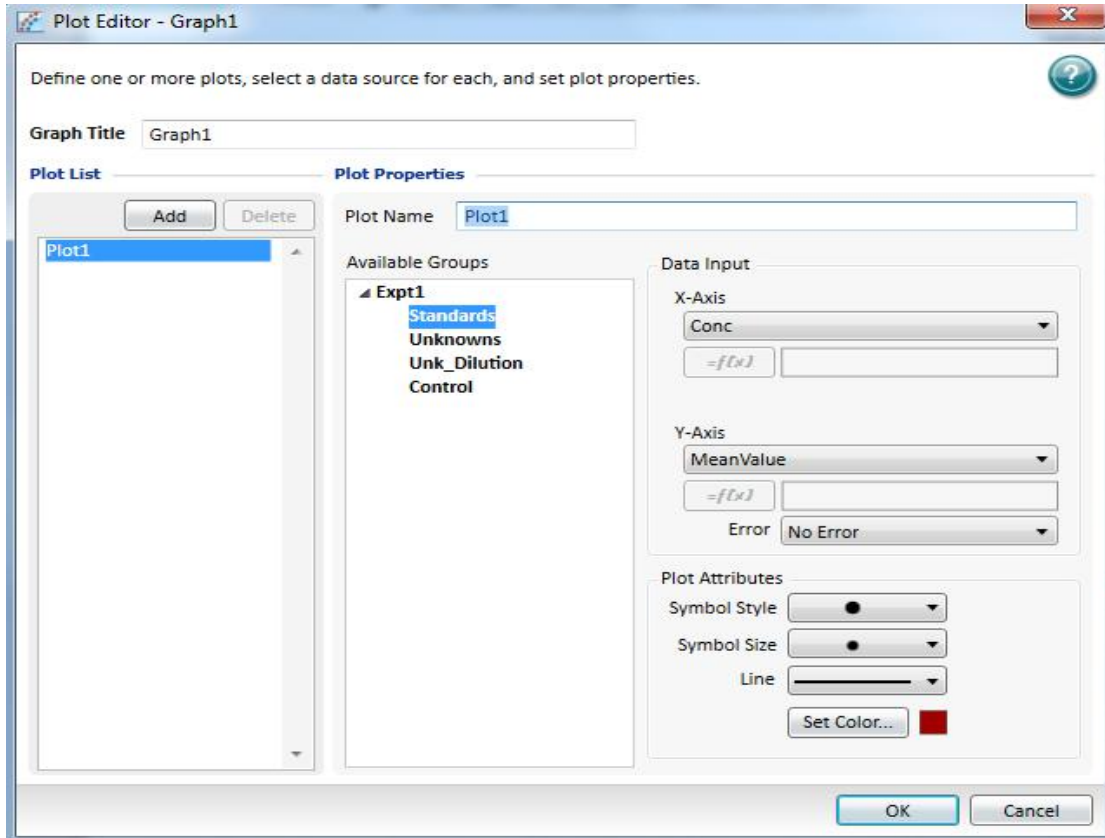 Plot Editor - Graph1
x
Define one or more plots, select a data source for each, and set plot properties.
?
Graph Title Graph1
Plot List
Add Delete
Plot1
Plot Properties
Plot Name Plot1
Available Groups
Expt1
Standards
Unknowns
Unk_Dilution
Control
Data Input
X-Axis
Conc
=f(x)
Y-Axis
MeanValue
=f(x)
Error No Error
Plot Attributes
Symbol Style
Symbol Size
Line
Set Color...
OK Cancel